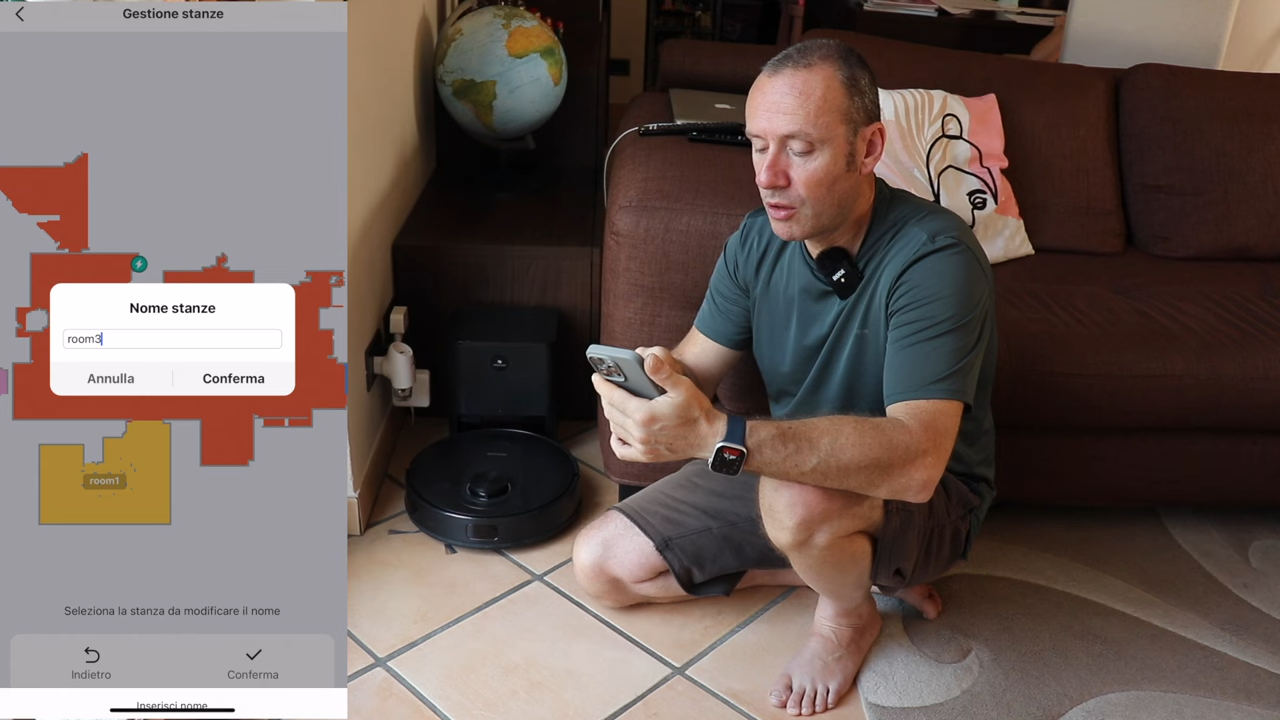 Gestione stanze
Nome stanze
room3
Annulla
Conferma
room1
Seleziona la stanza da modificare il nome
Indietro
Conferma
Inserisci nome
RODE